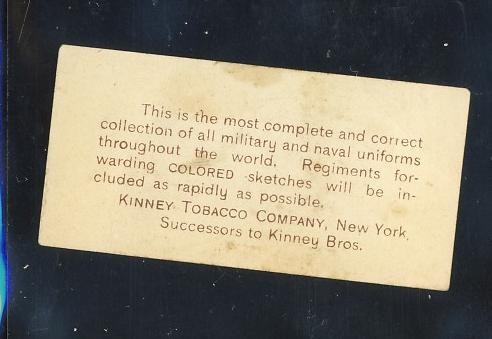 This is the most complete and correct
collection of all military and naval uniforms
throughout the world. Regiments for-
warding COLORED sketches will be in-
cluded as rapidly as possible.
KINNEY TOBACCO COMPANY, New York.
Successors to Kinney Bros.